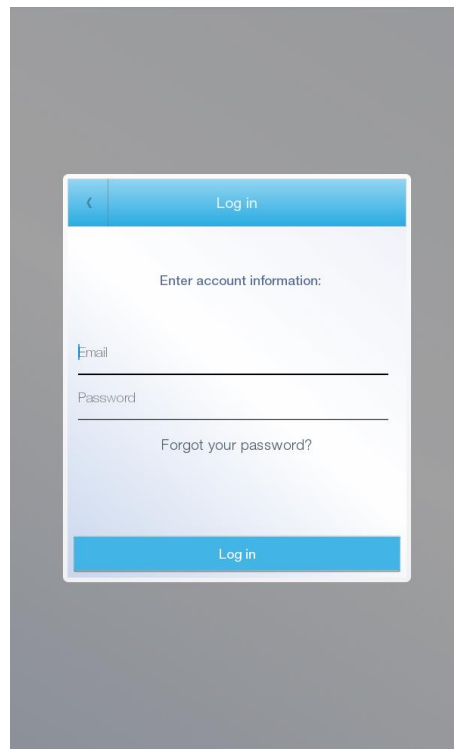 Log in
Enter account information:
Email
Password
Forgot your password?
Log in